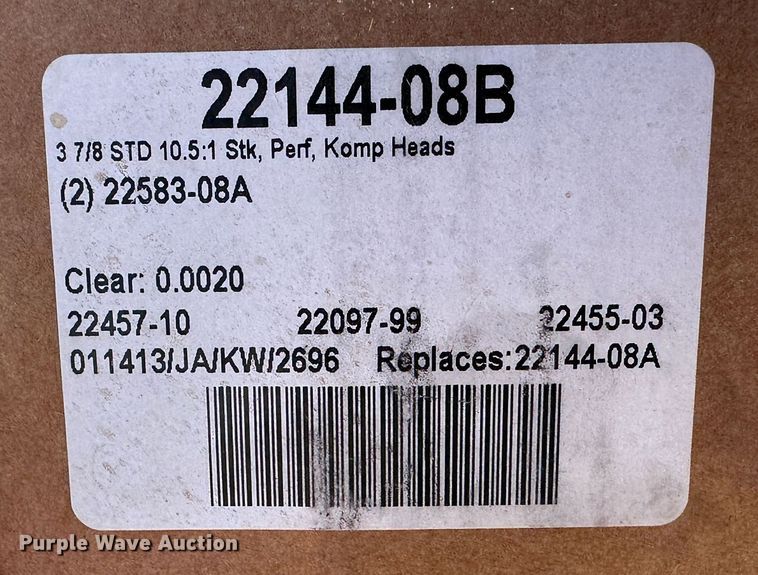 22144-08B
3 7/8 STD 10.5:1 Stk, Perf, Komp Heads
(2) 22583-08A
Clear: 0.0020
22457-10 22097-99 22455-03
011413/JA/KW/2696 Replaces:22144-08A
Purple Wave Auction